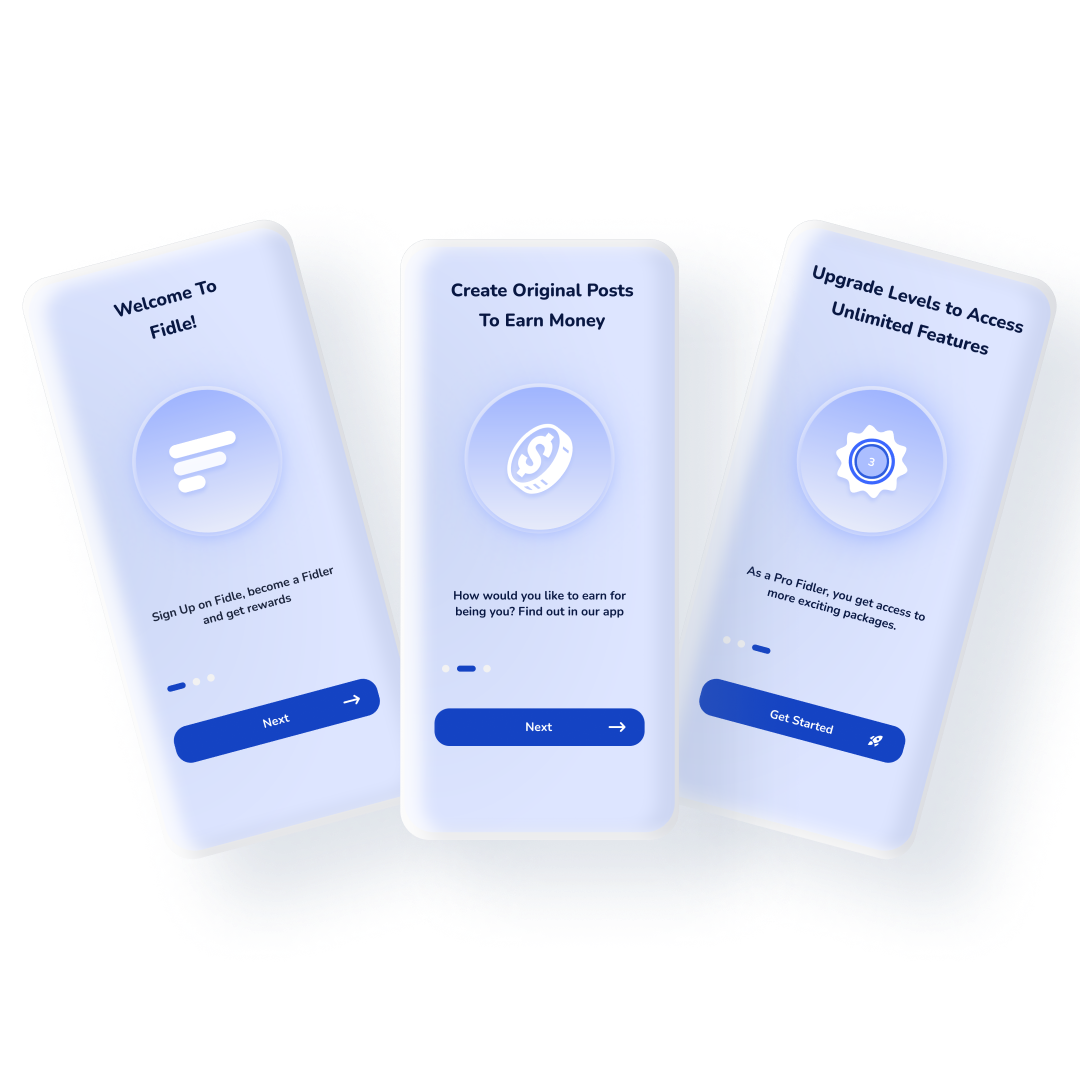 Welcome To
Fidle!
Sign Up on Fidle, become a Fidler
and get rewards
Next
Create Original Posts
To Earn Money
$
How would you like to earn for
being you? Find out in our app
Next
Upgrade Levels to Access
Unlimited Features
3
As a Pro Fidler, you get access to
more exciting packages.
Get Started